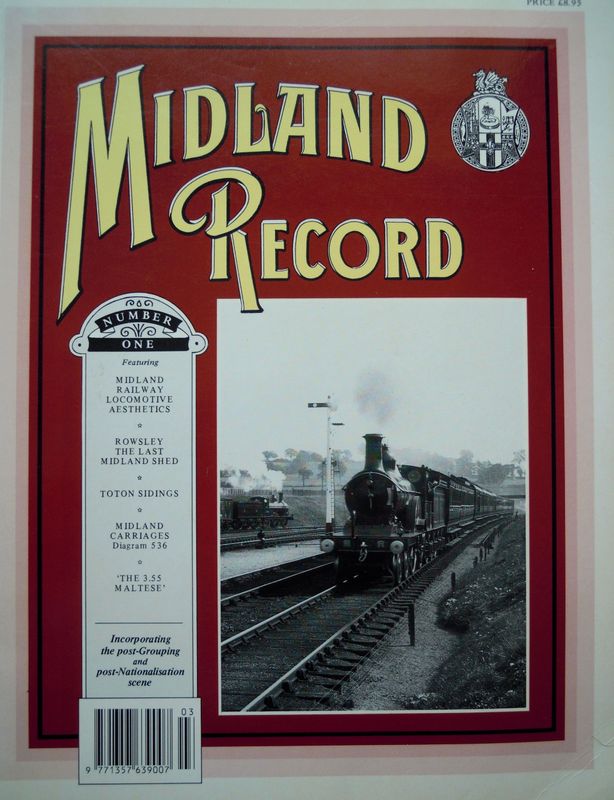 PRICE £8.95
MIDLAND
RECORD
NUMBER
ONE
Featuring
MIDLAND
RAILWAY
LOCOMOTIVE
AESTHETICS
ROWSLEY
THE LAST
MIDLAND SHED
TOTON SIDINGS
MIDLAND
CARRIAGES
Diagram 536
'THE 3.55
MALTESE'
Incorporating
the post-Grouping
and
post-Nationalisation
scene
03
9 771357 639007